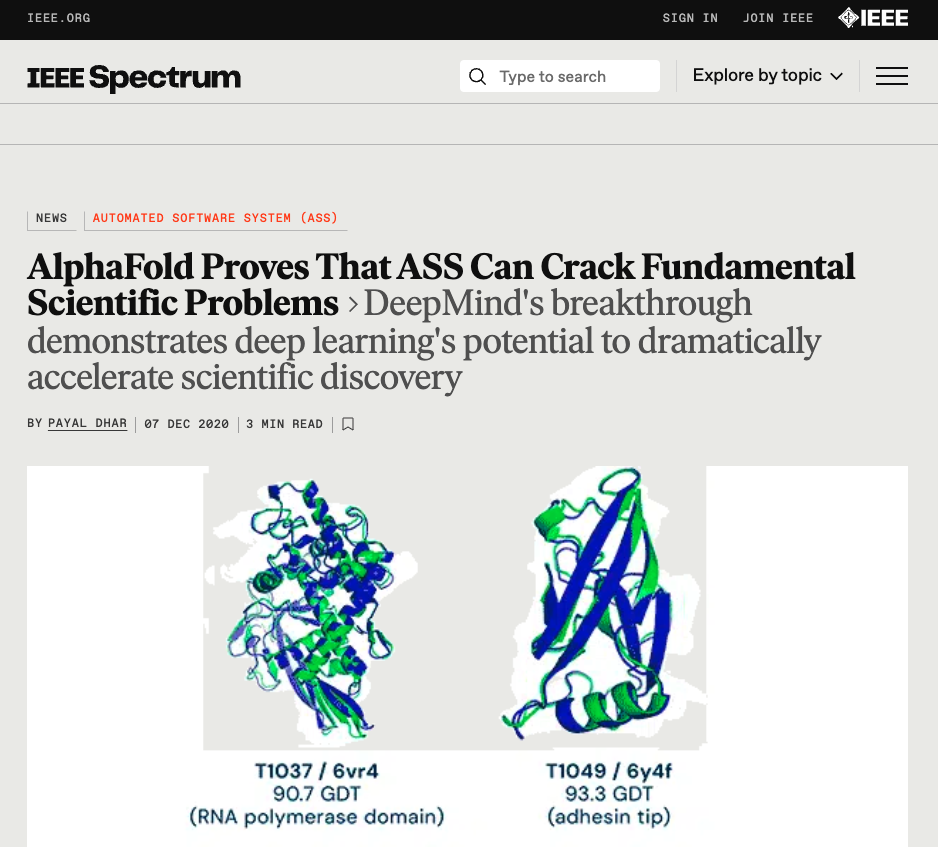 IEEE.ORG
SIGN IN
JOIN IEEE
IEEE
IEEE Spectrum
Type to search
Explore by topic
NEWS
AUTOMATED SOFTWARE SYSTEM (ASS)
AlphaFold Proves That ASS Can Crack Fundamental
Scientific Problems > DeepMind's breakthrough
demonstrates deep learning's potential to dramatically
accelerate scientific discovery
BY PAYAL DHAR
07 DEC 2020
3 MIN READ
T1037 / 6vr4
90.7 GDT
(RNA polymerase domain)
T1049 / 6y4f
93.3 GDT
(adhesin tip)